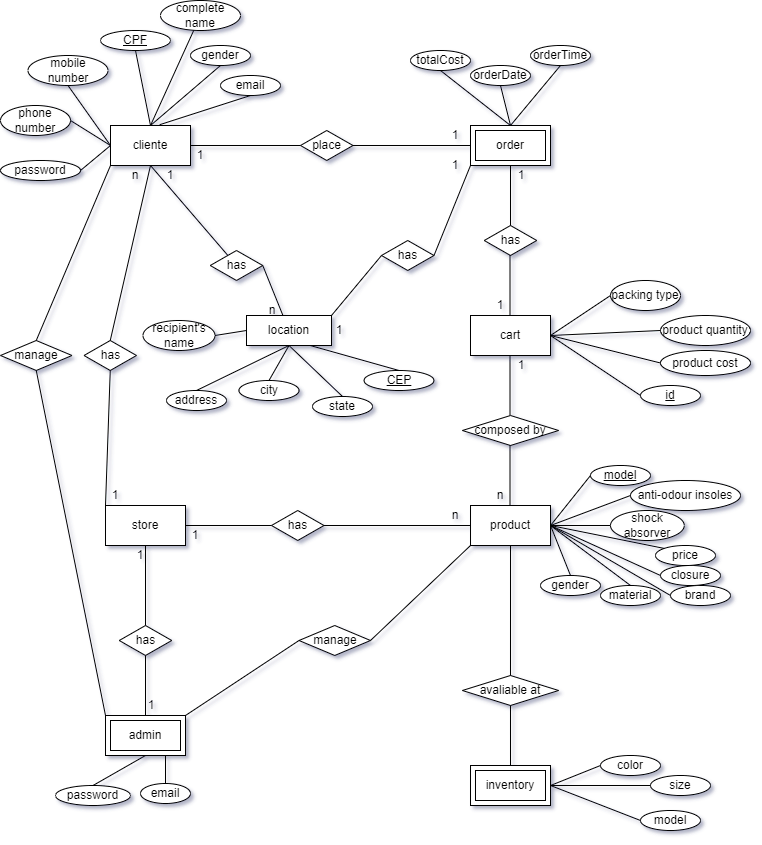 complete
name
CPF
gender
email
mobile
number
phone
number
password
totalCost
orderDate
orderTime
cliente
1
place
1
order
n
1
1
1
has
has
has
n
location
1
1
cart
packing type
product quantity
product cost
id
recipient's
name
address
city
state
CEP
manage
has
1
composed by
n
1
store
1
has
n
product
model
anti-odour insoles
shock
absorver
price
closure
brand
material
gender
1
has
manage
1
admin
password
email
avaliable at
inventory
color
size
model